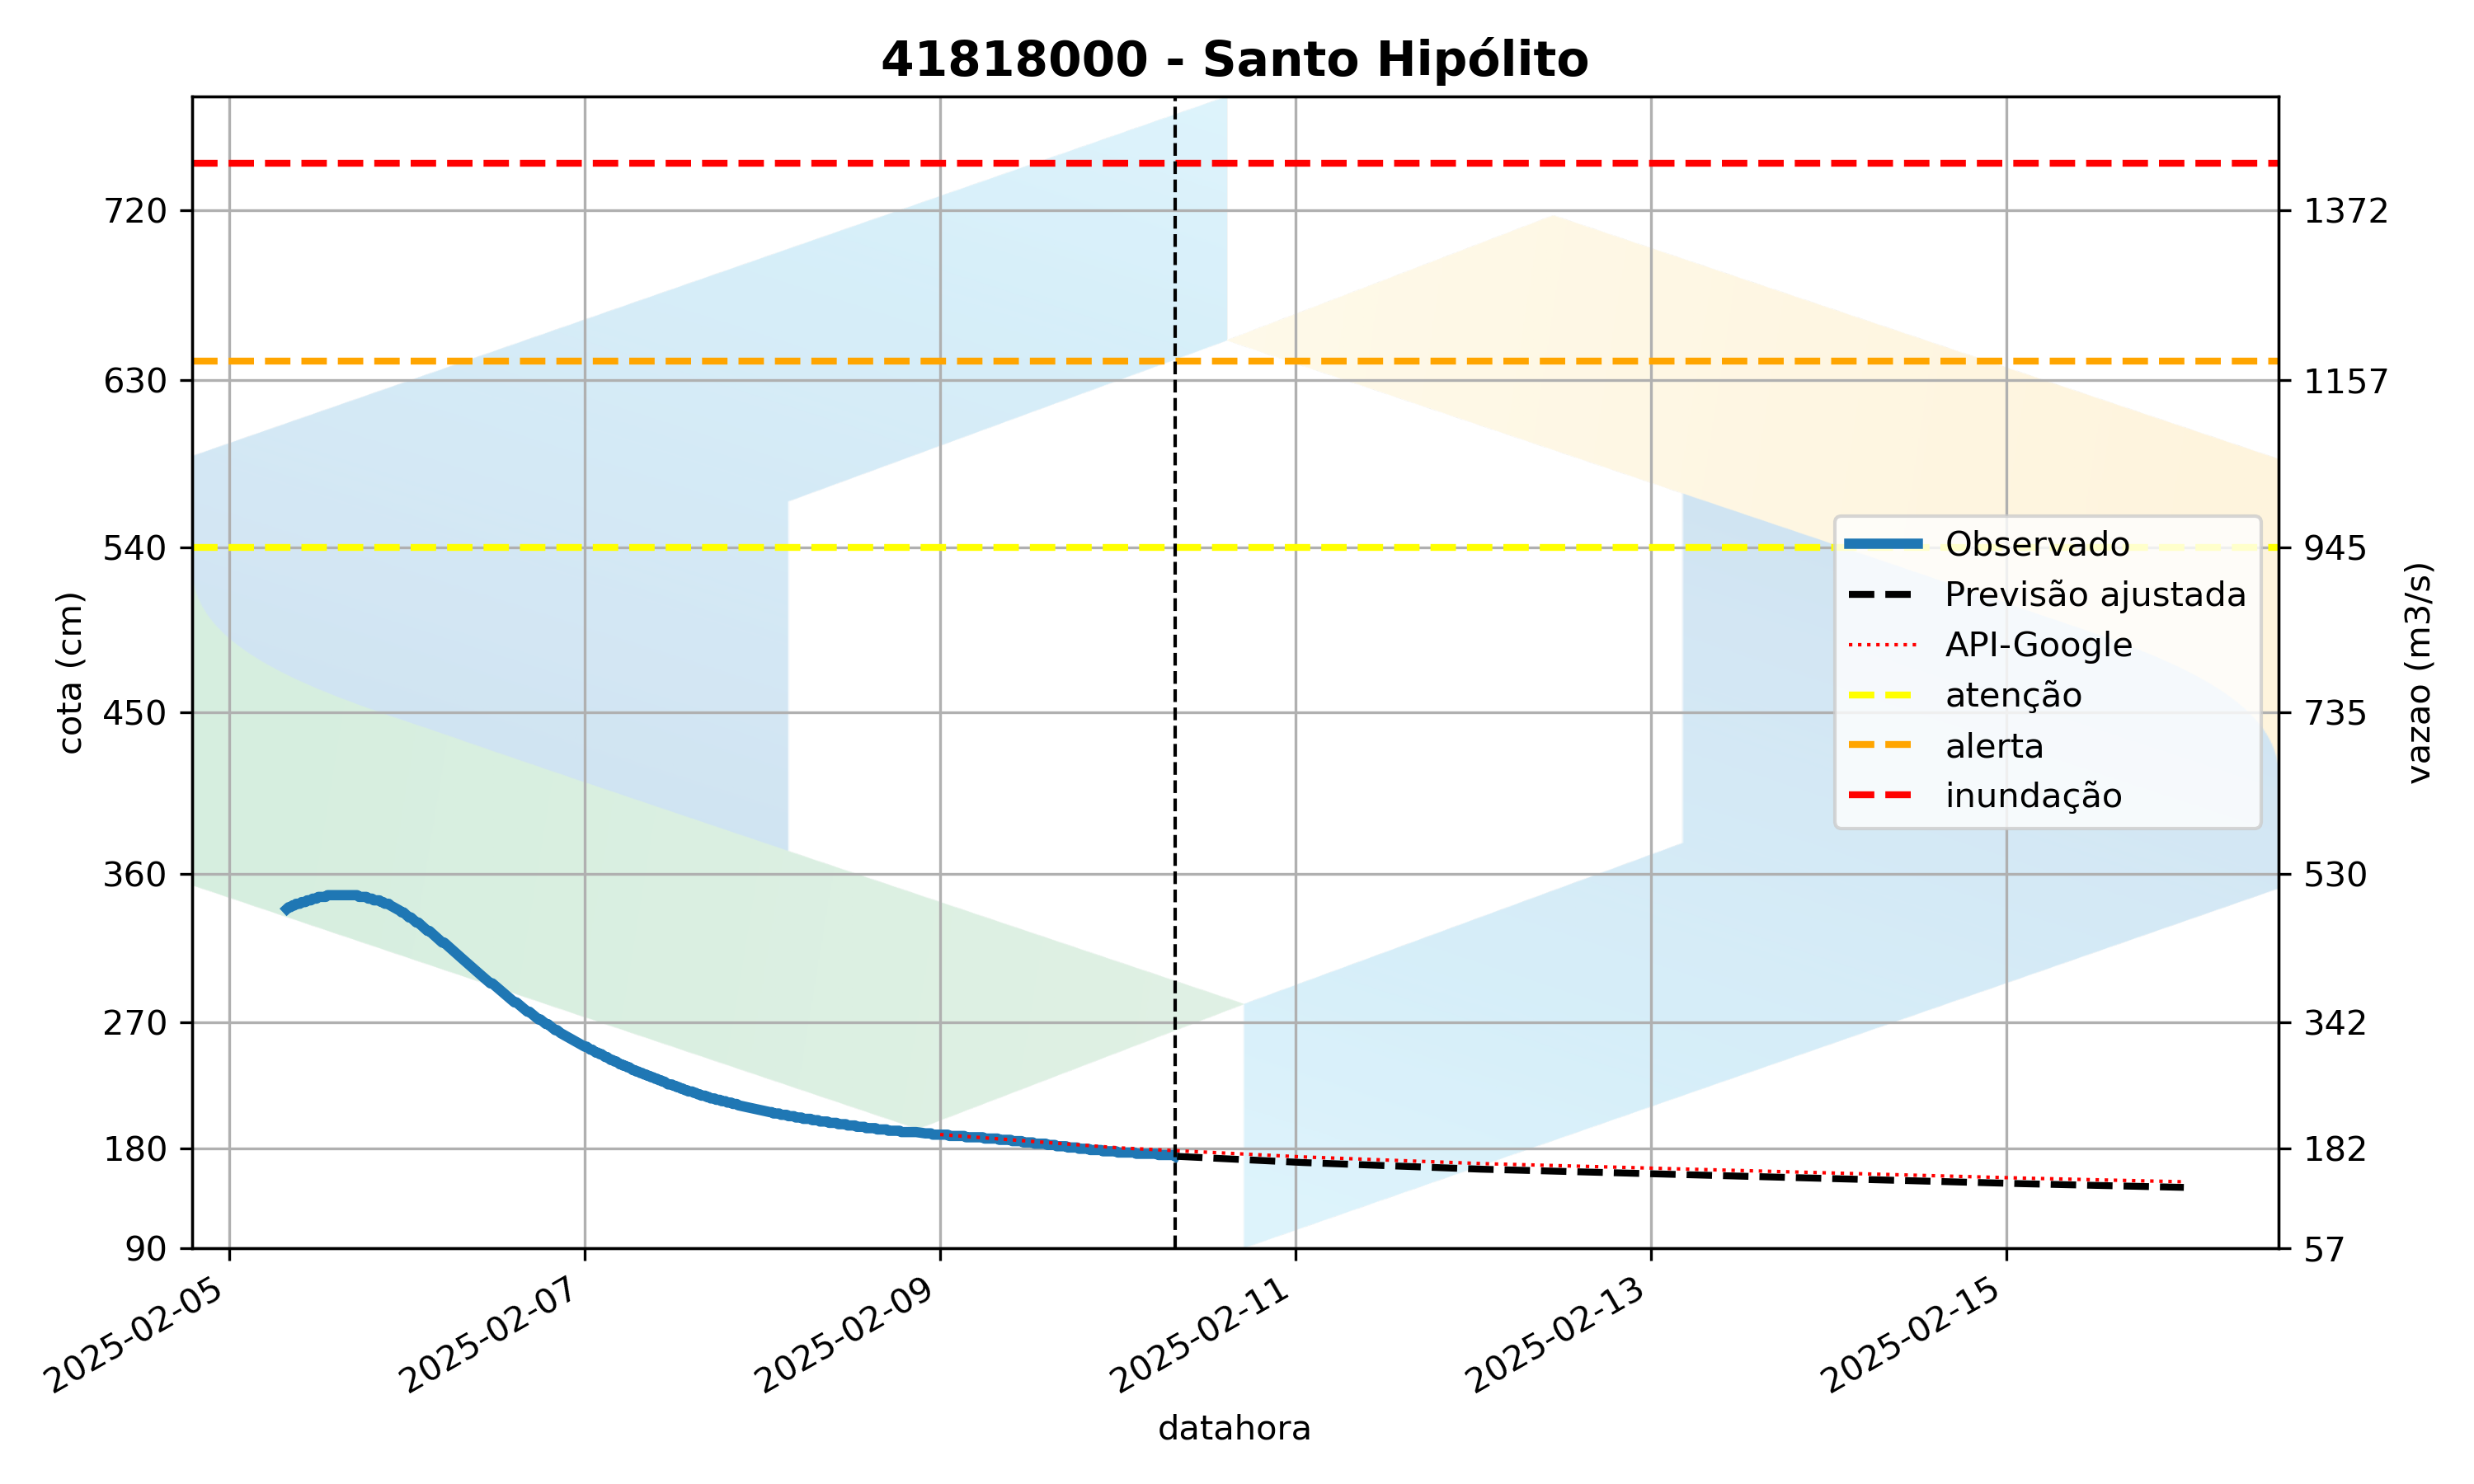 41818000 - Santo Hipólito
cota (cm)
720
630
540
450
360
270
180
90
1372
1157
945
735
530
342
182
57
vazao (m3/s)
Observado
Previsão ajustada
API-Google
atenção
alerta
inundação
2025-02-05
2025-02-07
2025-02-09
2025-02-11
2025-02-13
2025-02-15
datahora